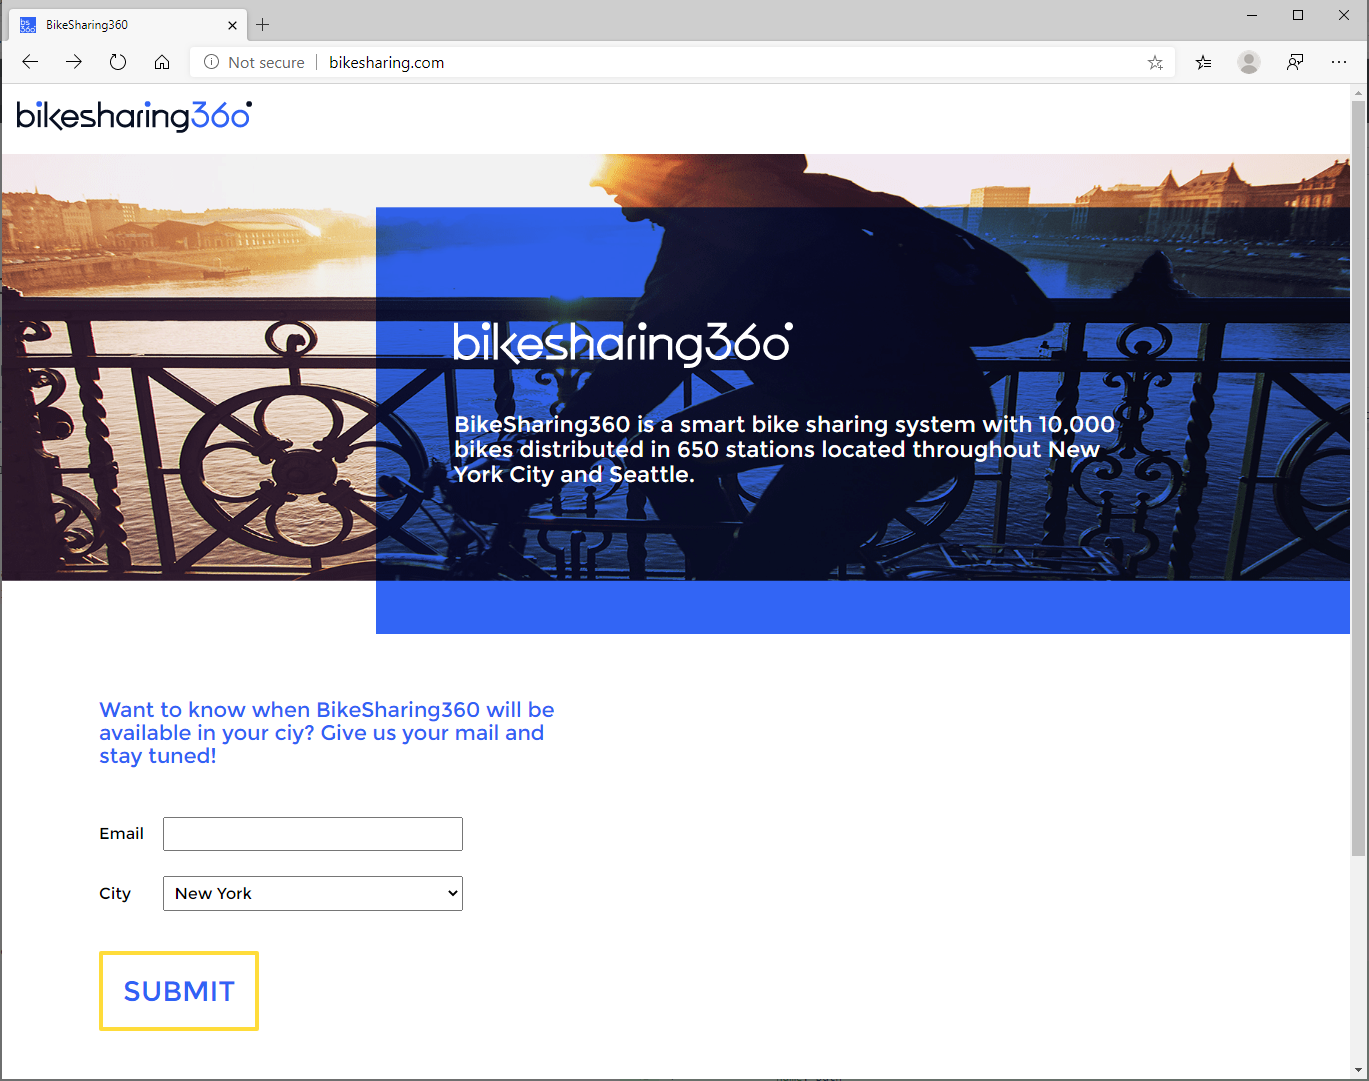 BikeSharing360
Not secure
bikesharing.com
bikesharing360
bikesharing360
BikeSharing360 is a smart bike sharing system with 10,000
bikes distributed in 650 stations located throughout New
York City and Seattle.
Want to know when BikeSharing360 will be
available in your ciy? Give us your mail and
stay tuned!
Email
City
New York
SUBMIT